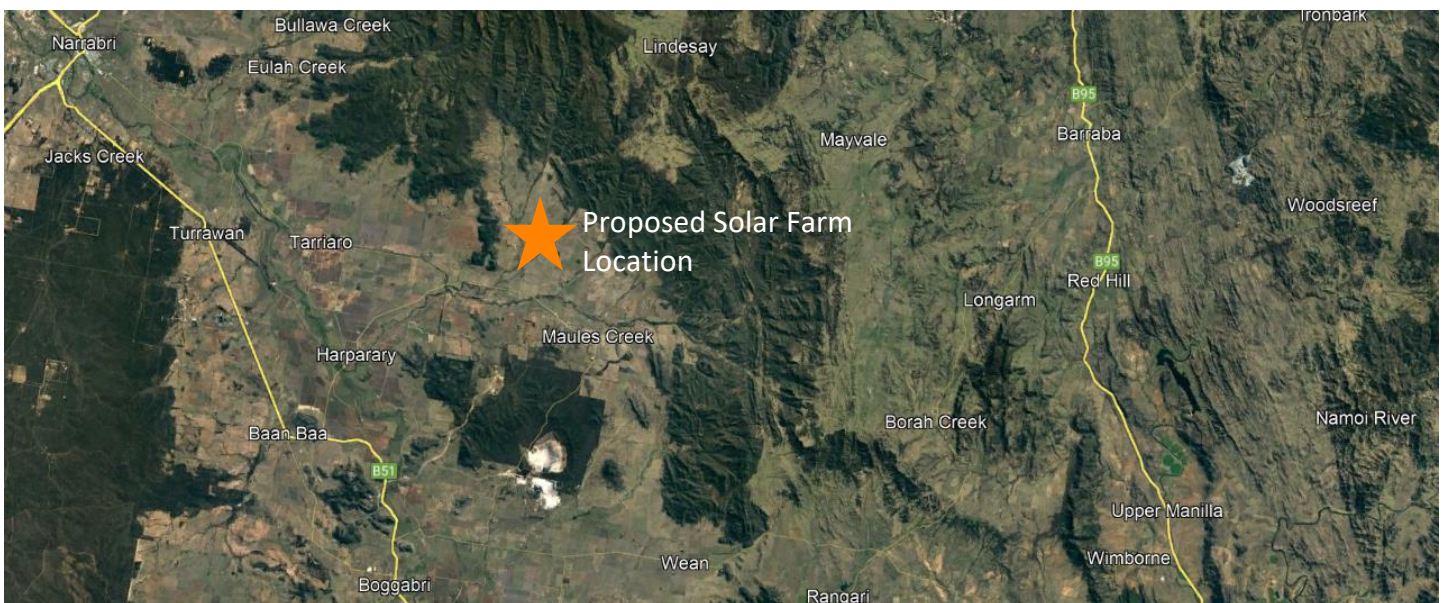 Ironbark
Bullawa Creek
Narrabri
Lindesay
Eulah Creek
B95
Barraba
Mayvale
Jacks Creek
Woodsreef
Proposed Solar Farm
Location
Turrawan
Tarriaro
B95
Red Hill
Longarm
Maules Creek
Harparary
Namoi River
Borah Creek
Baan Baa
B51
Upper Manilla
Wimborne
Wean
Boggabri
Rangari